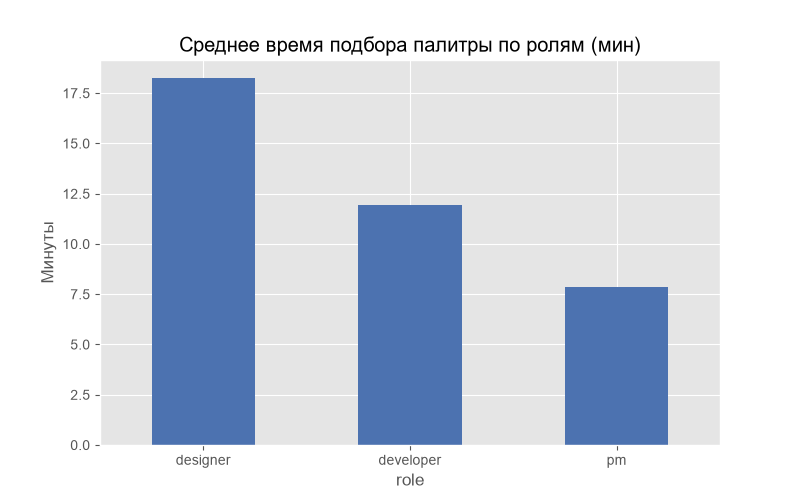 Среднее время подбора палитры по ролям (мин)
Минуты
17.5
15.0
12.5
10.0
7.5
5.0
2.5
0.0
designer developer pm
role